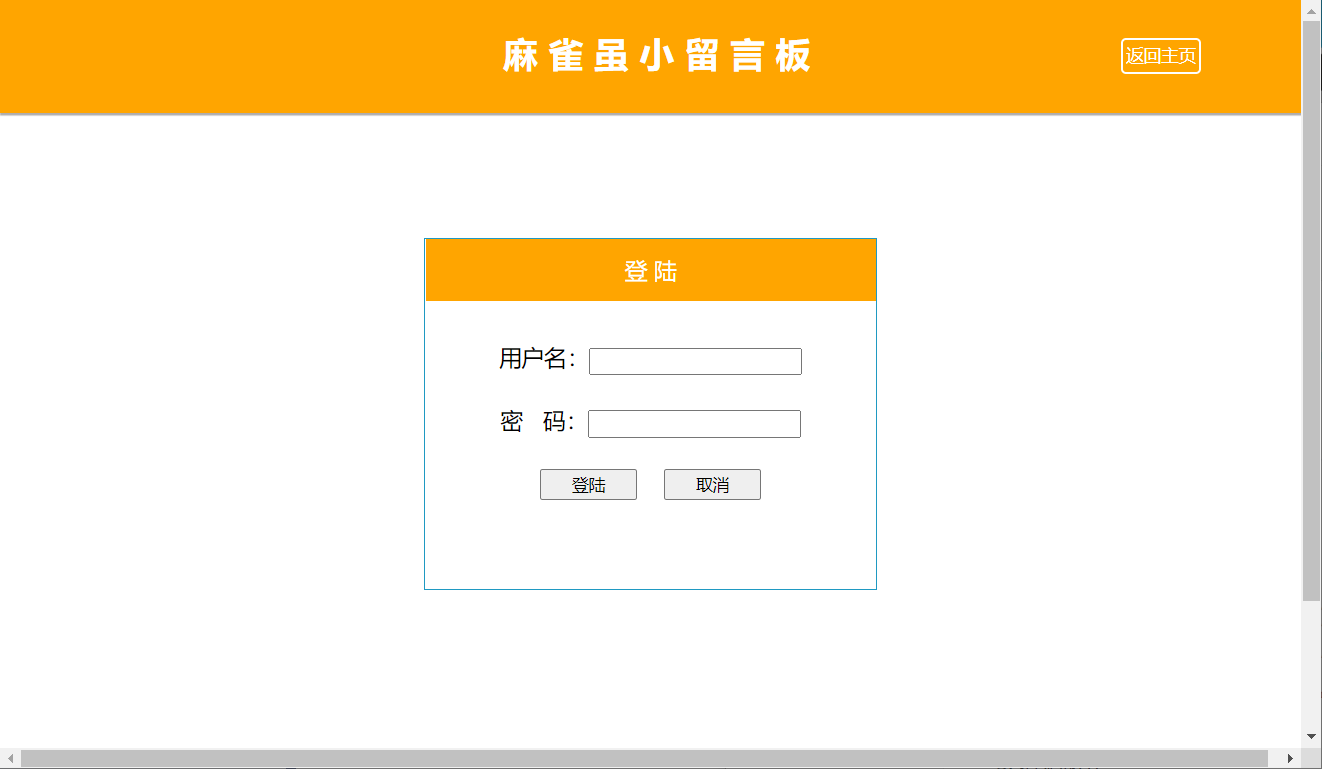 麻雀虽小留言板
返回主页
登陆
用户名：
密 码：
登陆 取消